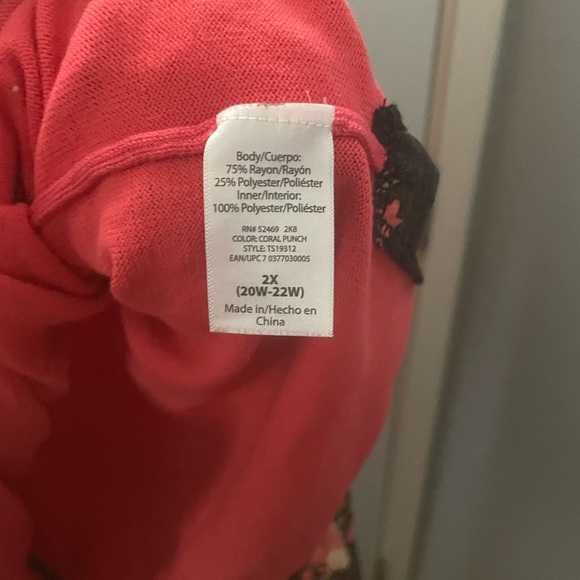 Body/Cuerpo:
75% Rayon/Rayón
25% Polyester/Poliéster
Inner/Interior:
100% Polyester/Poliéster
RN# 52469 2K8
COLOR: CORAL PUNCH
STYLE: TS19312
EAN/UPC 7 0377030005
2X
(20W-22W)
Made in/Hecho en
China